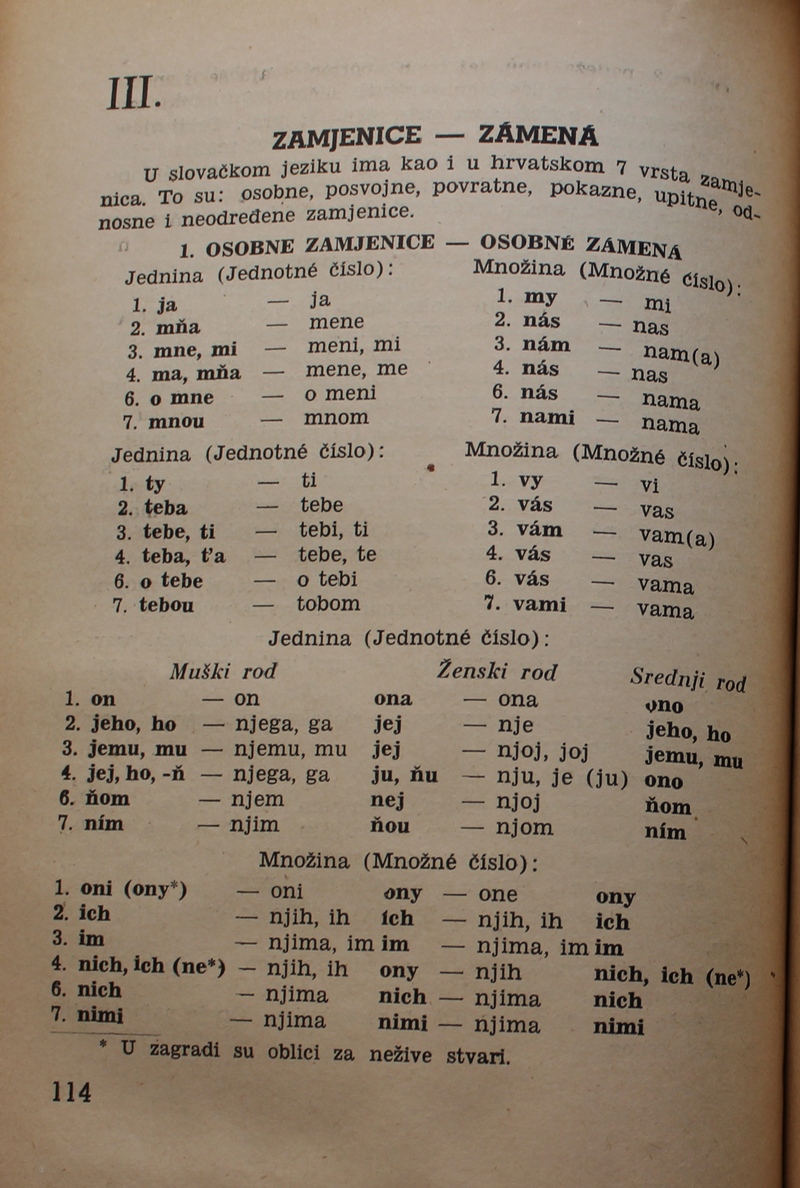 III.
ZAMJENICE — ZÁMENÁ
U slovačkom jeziku ima kao i u hrvatskom 7 vrsta zamje-
nica. To su: osobne, posvojne, povratne, pokazne, upitne, od-
nosne i neodređene zamjenice.
1. OSOBNE ZAMJENICE — OSOBNÉ ZÁMENÁ
Jednina (Jednotné číslo): Množina (Množné číslo):
1. ja — ja 1. my — mi
2. mňa — mene 2. nás — nas
3. mne, mi — meni, mi 3. nám — nam(a)
4. ma, mňa — mene, me 4. nás — nas
6. o mne — o meni 6. nás — nama
7. mnou — mnom 7. nami — nama
Jednina (Jednotné číslo): Množina (Množné číslo):
1. ty — ti 1. vy — vi
2. teba — tebe 2. vás — vas
3. tebe, ti — tebi, ti 3. vám — vam(a)
4. teba, ťa — tebe, te 4. vás — vas
6. o tebe — o tebi 6. vás — vama
7. tebou — tobom 7. vami — vama
Jednina (Jednotné číslo):
Muški rod Ženski rod Srednji rod
1. on — on ona — ona ono
2. jeho, ho — njega, ga jej — nje jeho, ho
3. jemu, mu — njemu, mu jej — njoj, joj jemu, mu
4. jej, ho, -ň — njega, ga ju, ňu — nju, je (ju) ono
6. ňom — njem nej — njoj ňom
7. ním — njim ňou — njom ním
Množina (Množné číslo):
1. oni (ony*) — oni ony — one ony
2. ich — njih, ih ich — njih, ih ich
3. im — njima, im im — njima, im im
4. nich, ich (ne*) — njih, ih ony — njih nich, ich (ne*)
6. nich — njima nich — njima nich
7. nimi — njima nimi — njima nimi
* U zagradi su oblici za nežive stvari.
114